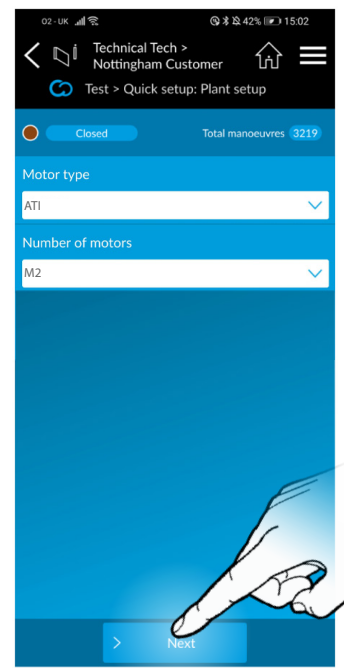 02-UK 42% 15:02
Technical Tech >
Nottingham Customer
Test > Quick setup: Plant setup
Closed Total manoeuvres 3219
Motor type
ATI
Number of motors
M2
> Next